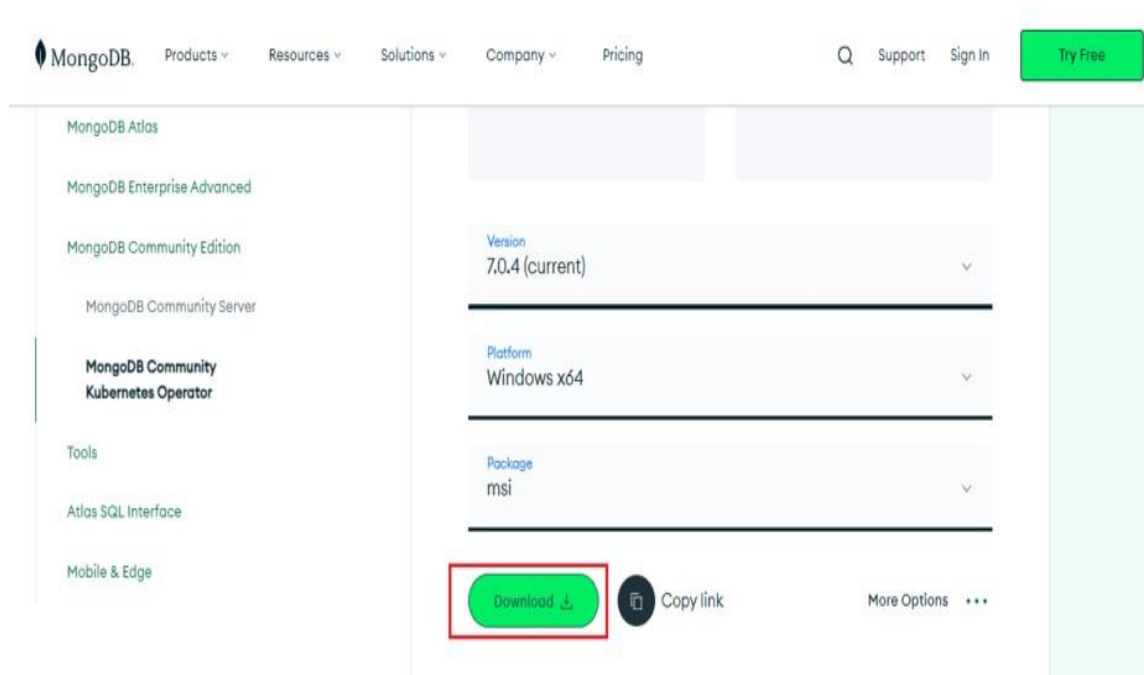 MongoDB. Products Resources Solutions Company Pricing Support Sign In Try Free
MongoDB Atlas
MongoDB Enterprise Advanced
MongoDB Community Edition
MongoDB Community Server
MongoDB Community
Kubernetes Operator
Tools
Atlas SQL Interface
Mobile & Edge
Version
7.0.4 (current)
Platform
Windows x64
Package
msi
Download Copy link More Options